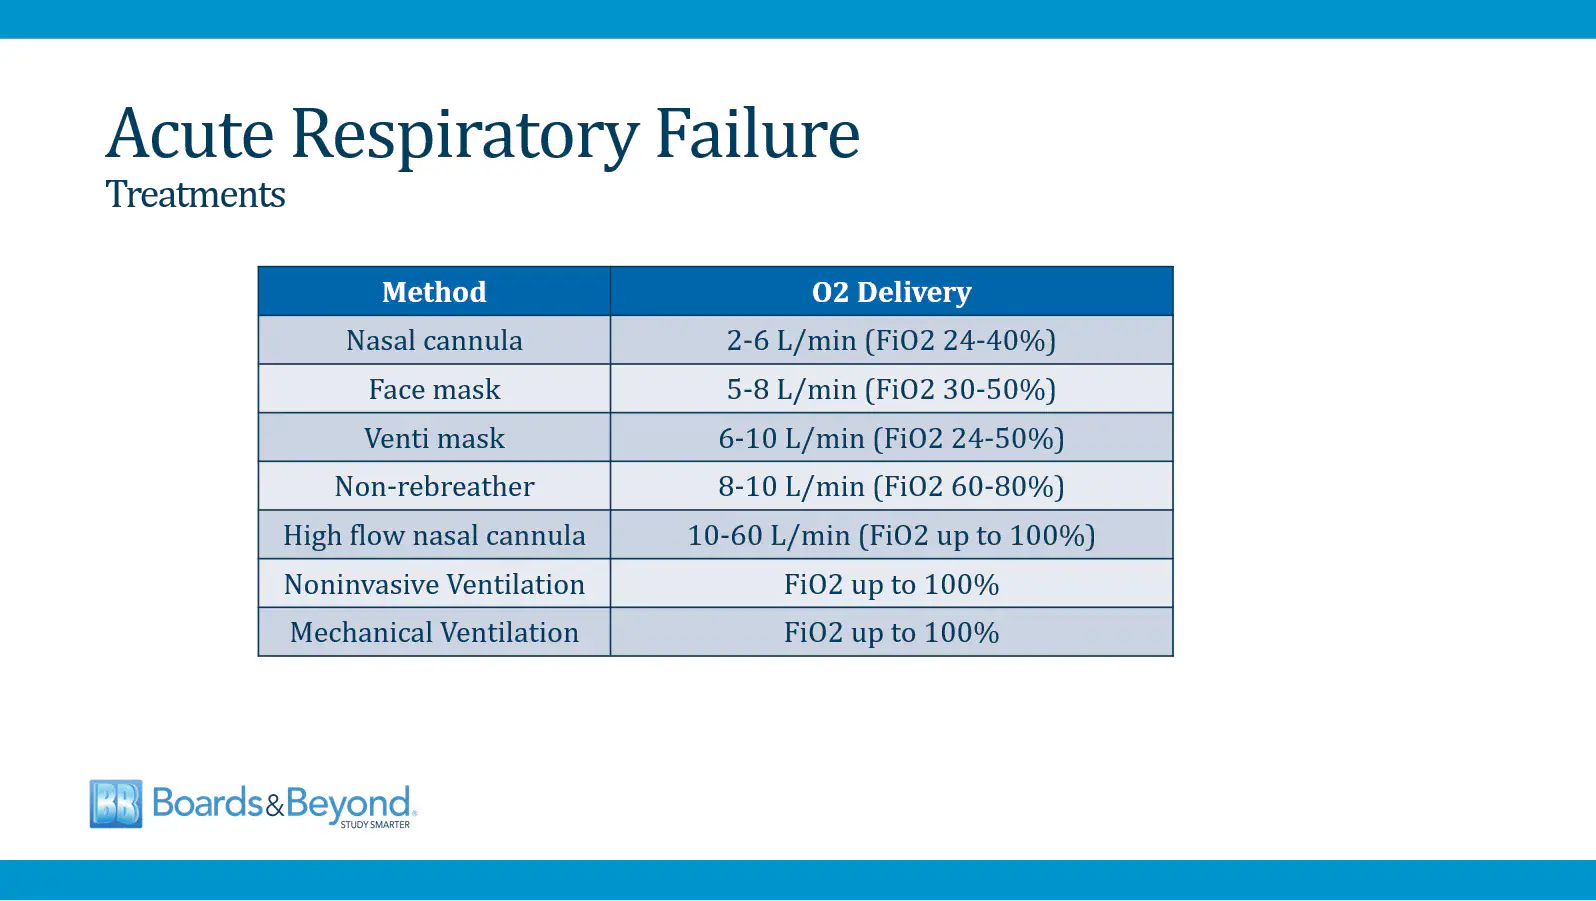 Acute Respiratory Failure
Treatments
Method O2 Delivery
Nasal cannula 2-6 L/min (FiO2 24-40%)
Face mask 5-8 L/min (FiO2 30-50%)
Venti mask 6-10 L/min (FiO2 24-50%)
Non-rebreather 8-10 L/min (FiO2 60-80%)
High flow nasal cannula 10-60 L/min (FiO2 up to 100%)
Noninvasive Ventilation FiO2 up to 100%
Mechanical Ventilation FiO2 up to 100%
BB Boards&Beyond®
STUDY SMARTER